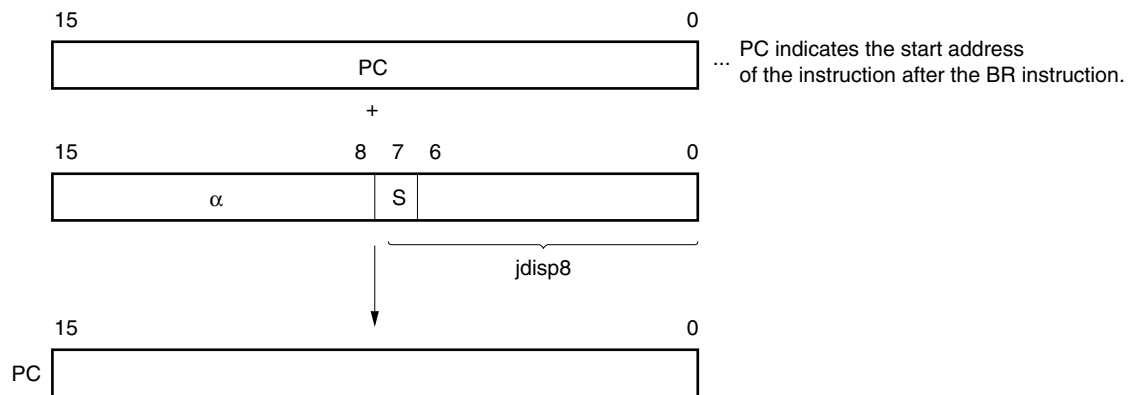 15 0
PC
... PC indicates the start address
of the instruction after the BR instruction.
+
15 8 7 6 0
α S
jdisp8
15 0
PC